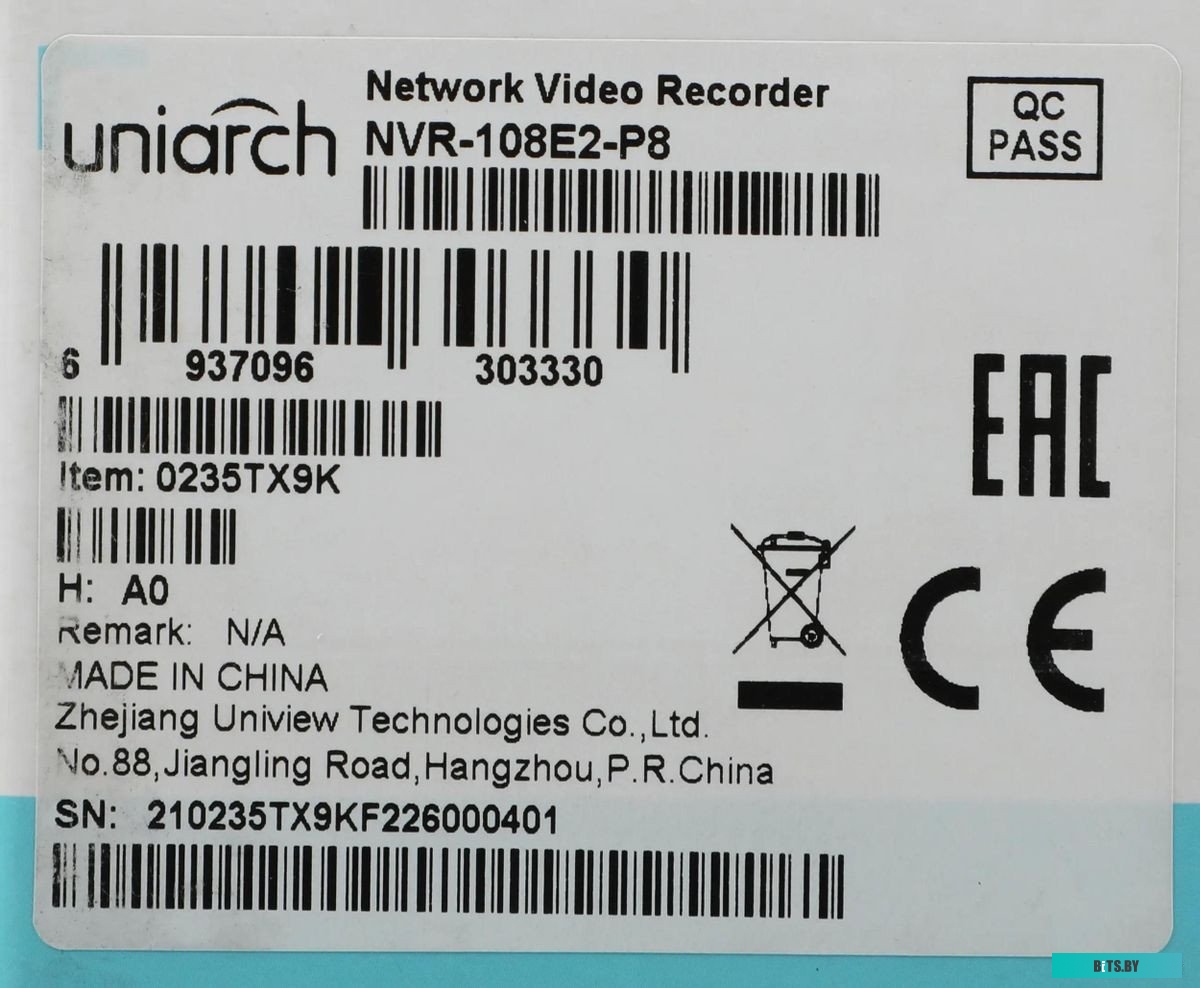 uniarch
Network Video Recorder
NVR-108E2-P8
QC
PASS
6 937096 303330
EAC
Item: 0235TX9K
H: A0
Remark: N/A
MADE IN CHINA
CE
Zhejiang Uniview Technologies Co.,Ltd.
No.88,Jiangling Road,Hangzhou,P.R.China
SN: 210235TX9KF226000401
BiTS.BY